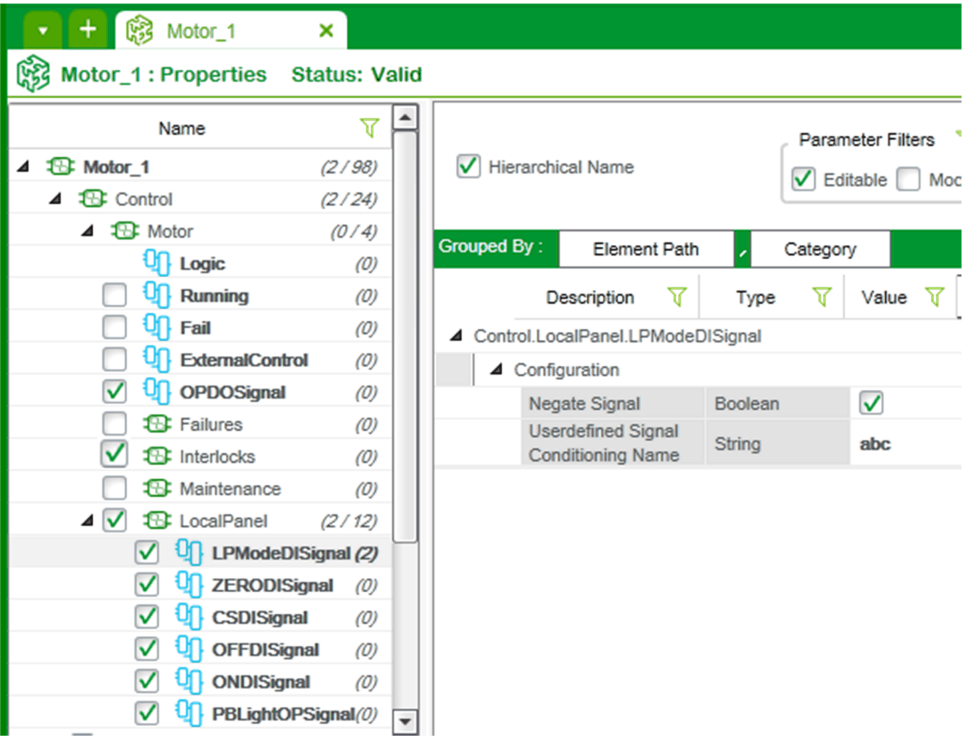 Motor_1
Motor_1 : Properties Status: Valid
Name
Motor_1 (2 / 98)
Control (2 / 24)
Motor (0 / 4)
Logic (0)
Running (0)
Fail (0)
ExternalControl (0)
OPDOSignal (0)
Failures (0)
Interlocks (0)
Maintenance (0)
LocalPanel (2 / 12)
LPModeDISignal (2)
ZERODISignal (0)
CSDISignal (0)
OFFDISignal (0)
ONDISignal (0)
PBLightOPSignal (0)
Hierarchical Name
Parameter Filters
Editable
Grouped By :
Element Path , Category
Description Type Value
Control.LocalPanel.LPModeDISignal
Configuration
Negate Signal Boolean
Userdefined Signal
Conditioning Name String abc